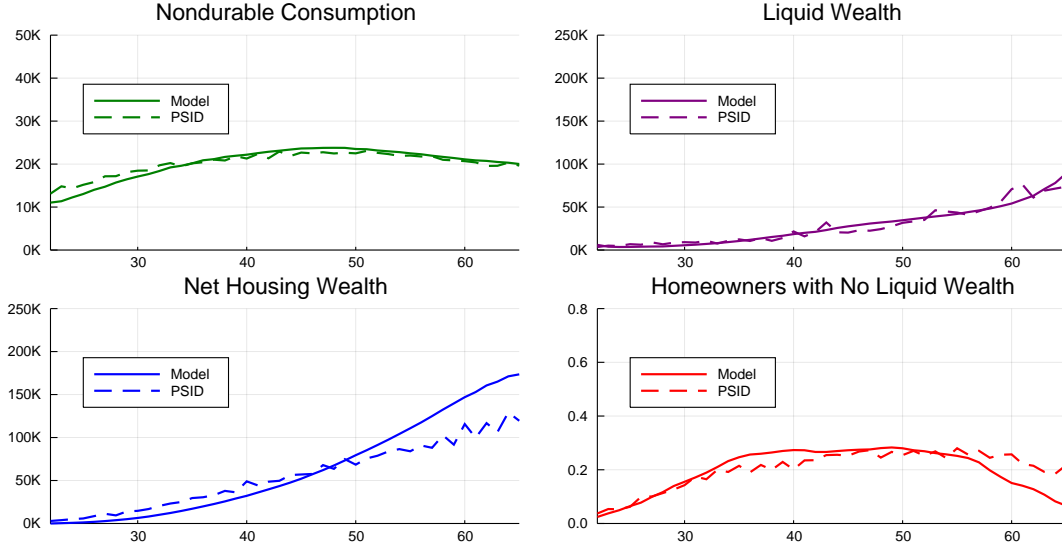 Nondurable Consumption
50K
40K
30K
20K
10K
0K
30
40
50
60
Model
PSID
Liquid Wealth
250K
200K
150K
100K
50K
0K
30
40
50
60
Model
PSID
Net Housing Wealth
250K
200K
150K
100K
50K
0K
30
40
50
60
Model
PSID
Homeowners with No Liquid Wealth
0.8
0.6
0.4
0.2
0.0
30
40
50
60
Model
PSID